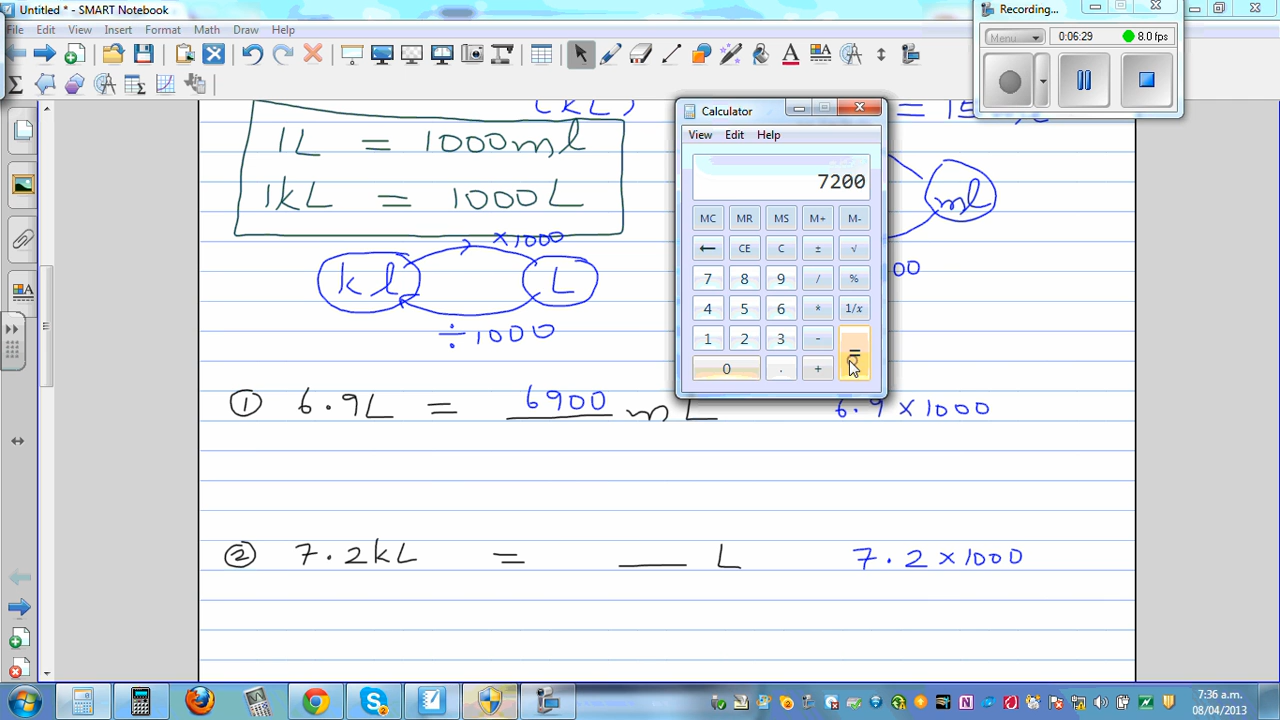 Untitled * - SMART Notebook
Recording...
File Edit View Insert Format Math Draw Help
Menu
0:06:29
8.0 fps
(KL)
1L = 1000ml
1kL = 1000L
ml
×1000
kl
L
÷1000
00
Calculator
View Edit Help
7200
MC MR MS M+ M-
← CE C ± √
7 8 9 / %
4 5 6 * 1/x
1 2 3 - =
0 . +
① 6.9L = 6900 mL 6.9 × 1000
② 7.2kL = ___ L 7.2 × 1000
7:36 a.m.
08/04/2013